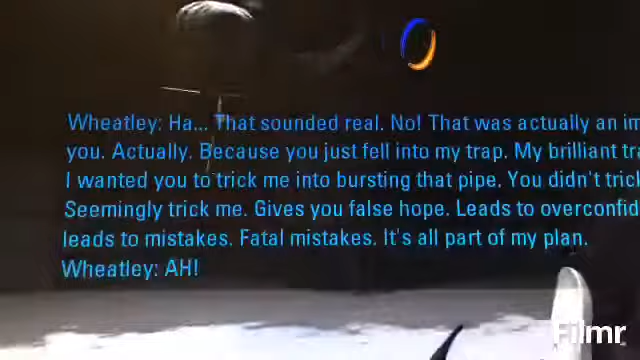 Wheatley: Ha... That sounded real. No! That was actually an im
you. Actually. Because you just fell into my trap. My brilliant tra
I wanted you to trick me into bursting that pipe. You didn't trick
Seemingly trick me. Gives you false hope. Leads to overconfid
leads to mistakes. Fatal mistakes. It's all part of my plan.
Wheatley: AH!
Filmr